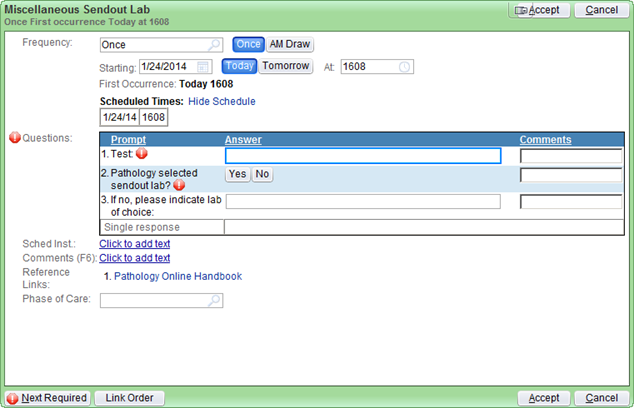 Miscellaneous Sendout Lab
Once First occurrence Today at 1608
Accept Cancel
Frequency: Once Once AM Draw
Starting: 1/24/2014 Today Tomorrow At: 1608
First Occurrence: Today 1608
Scheduled Times: Hide Schedule
1/24/14 1608
Questions: Prompt Answer Comments
1. Test:
2. Pathology selected Yes No
sendout lab?
3. If no, please indicate lab
of choice:
Single response
Sched Inst.: Click to add text
Comments (F6): Click to add text
Reference 1. Pathology Online Handbook
Links:
Phase of Care:
Next Required Link Order Accept Cancel